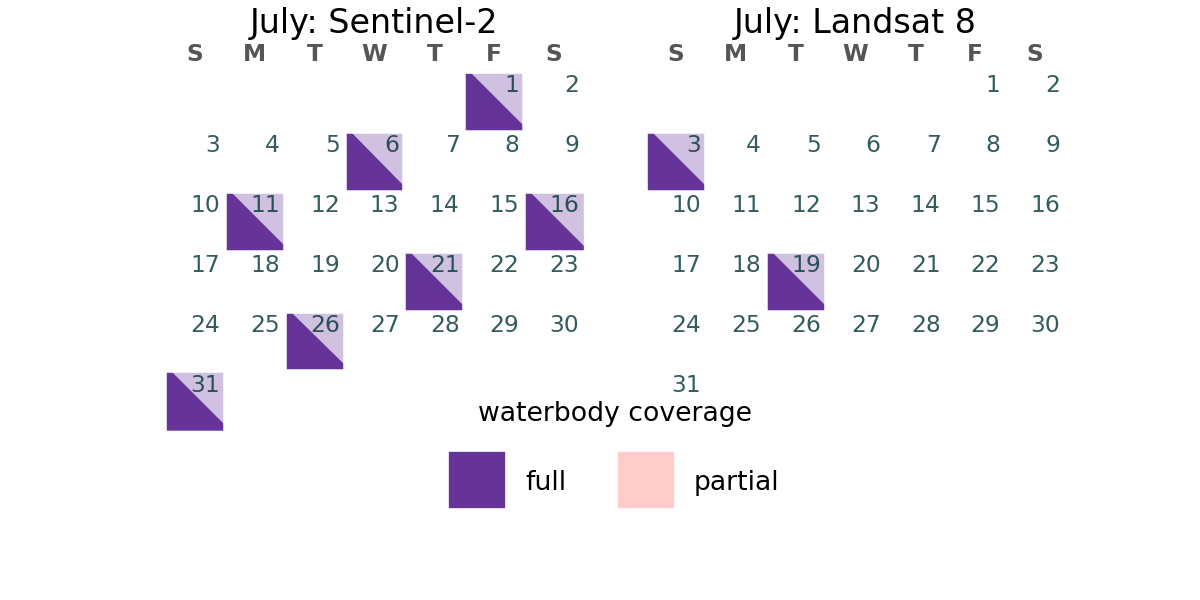 July: Sentinel-2
S M T W T F S
1 2
3 4 5 6 7 8 9
10 11 12 13 14 15 16
17 18 19 20 21 22 23
24 25 26 27 28 29 30
31
July: Landsat 8
S M T W T F S
1 2
3 4 5 6 7 8 9
10 11 12 13 14 15 16
17 18 19 20 21 22 23
24 25 26 27 28 29 30
31
waterbody coverage
full
partial